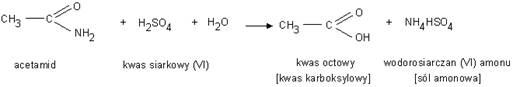 CH₃ O NH₂ + H₂SO₄ + H₂O → CH₃ O OH + NH₄HSO₄
acetamid kwas siarkowy (VI) kwas octowy wodorosiarczan (VI) amonu
[kwas karboksylowy] [sól amonowa]